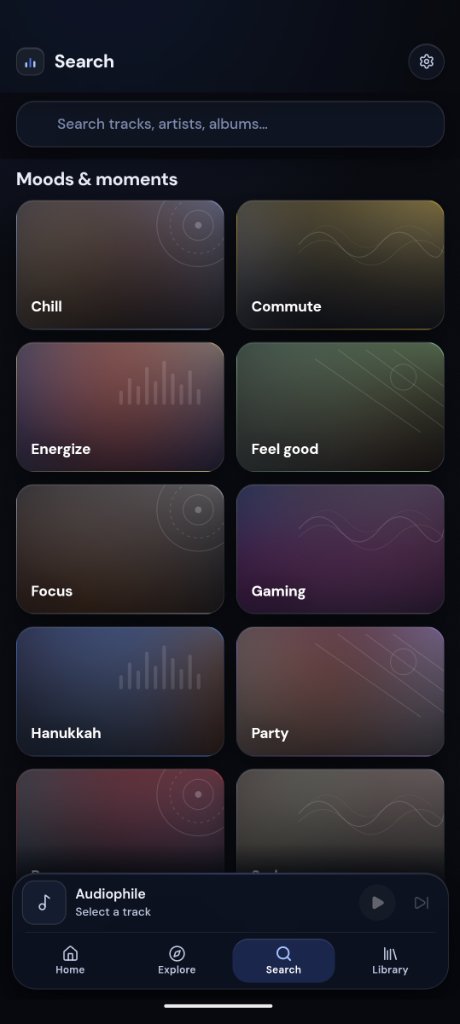 Search
Search tracks, artists, albums...
Moods & moments
Chill
Commute
Energize
Feel good
Focus
Gaming
Hanukkah
Party
Audiophile
Select a track
Home
Explore
Search
Library